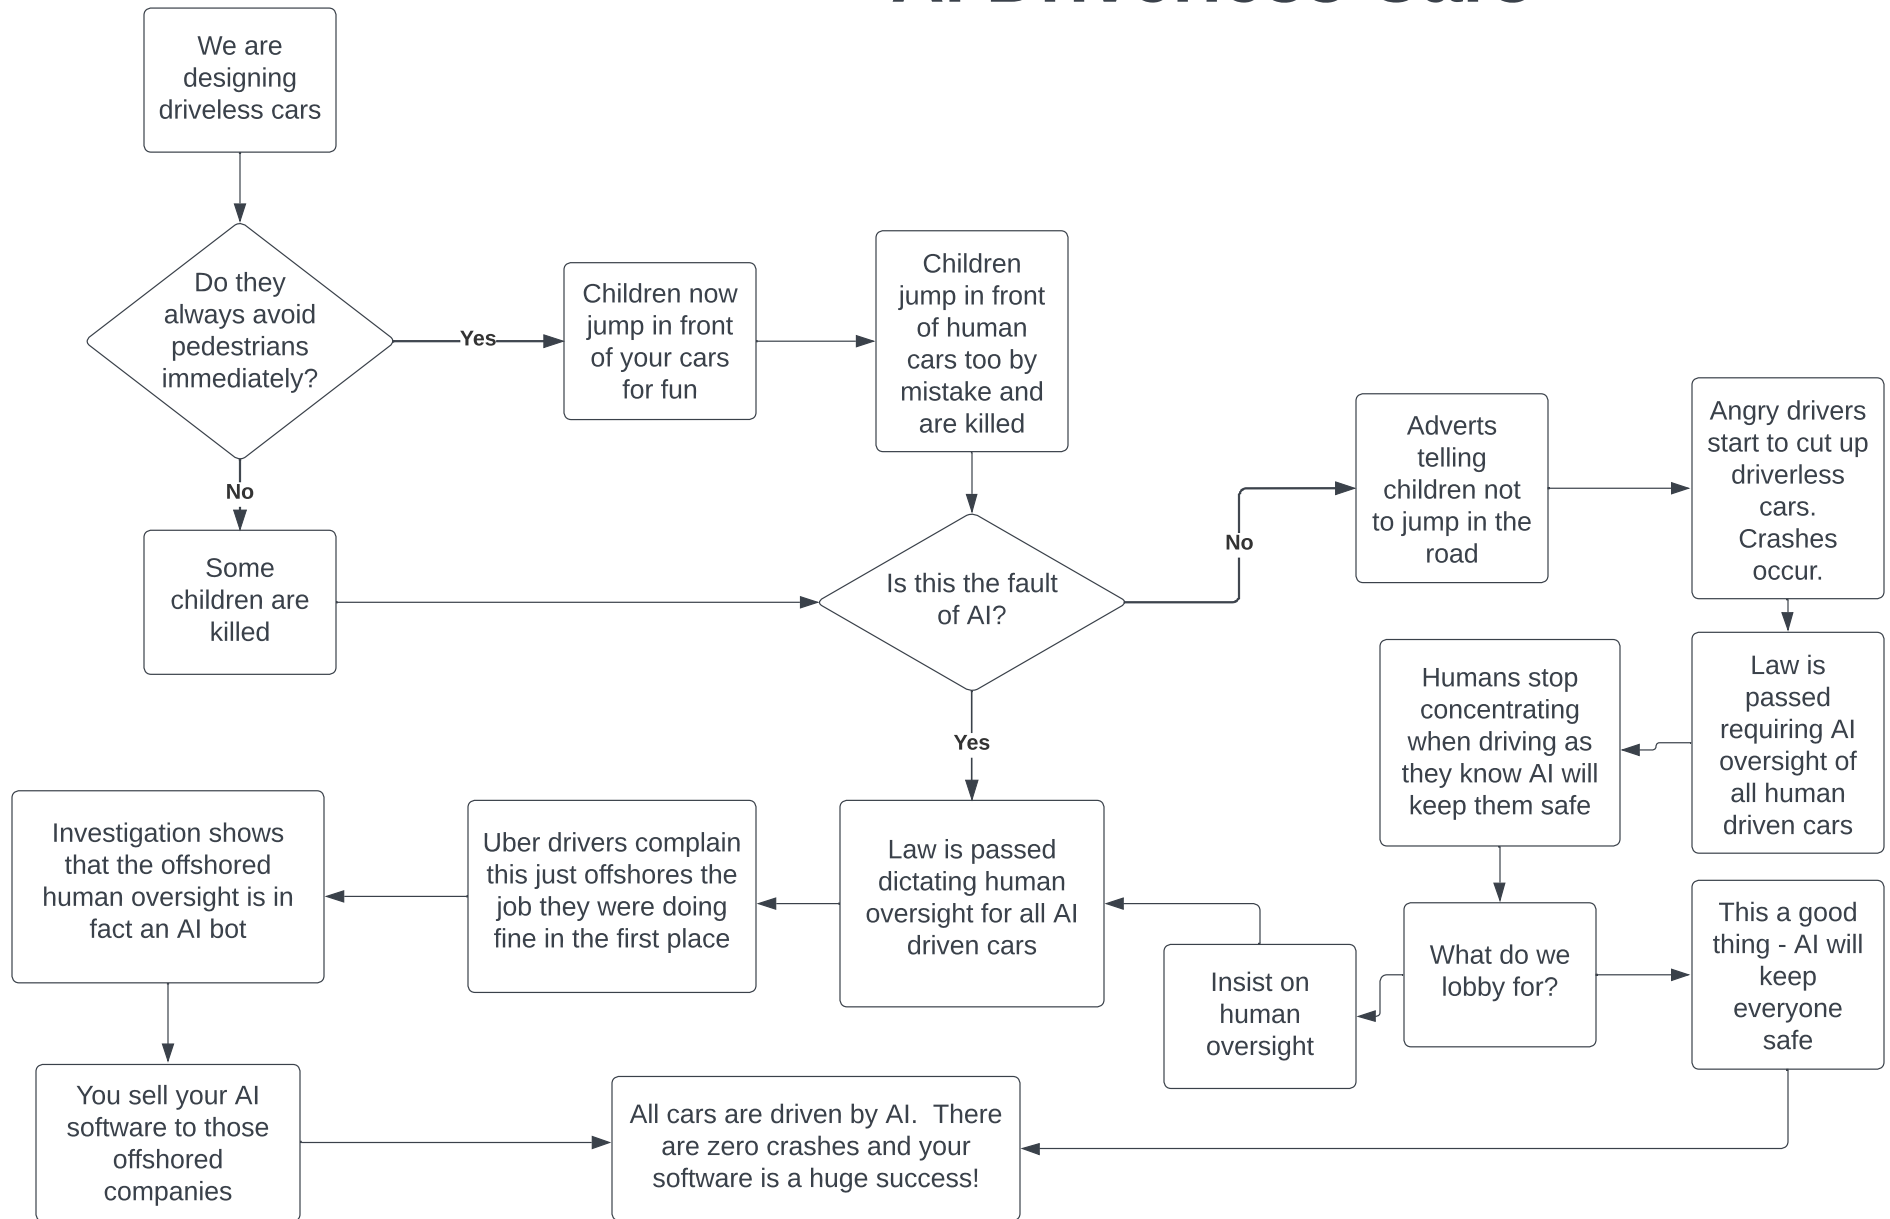 We are
designing
driveless cars
Do they
always avoid
pedestrians
immediately?
Yes
Children now
jump in front
of your cars
for fun
Children
jump in front
of human
cars too by
mistake and
are killed
No
Some
children are
killed
Is this the fault
of AI?
No
Adverts
telling
children not
to jump in the
road
Angry drivers
start to cut up
driverless
cars.
Crashes
occur.
Law is
passed
requiring AI
oversight of
all human
driven cars
Humans stop
concentrating
when driving as
they know AI will
keep them safe
What do we
lobby for?
This a good
thing - AI will
keep
everyone
safe
Insist on
human
oversight
Yes
Law is passed
dictating human
oversight for all AI
driven cars
Uber drivers complain
this just offshores the
job they were doing
fine in the first place
Investigation shows
that the offshored
human oversight is in
fact an AI bot
You sell your AI
software to those
offshored
companies
All cars are driven by AI.  There
are zero crashes and your
software is a huge success!